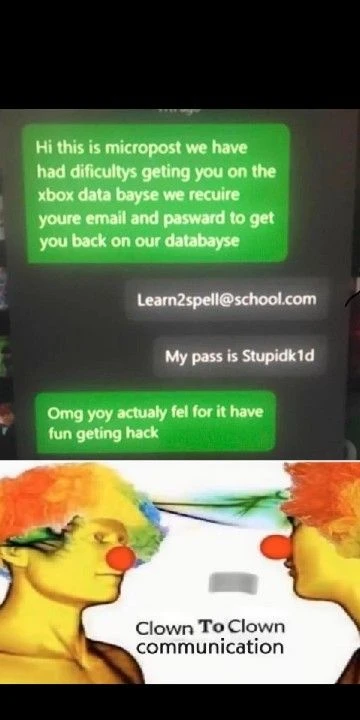 Hi this is micropost we have
had dificultys geting you on the
xbox data bayse we recuire
youre email and pasward to get
you back on our databayse
Learn2spell@school.com
My pass is Stupidk1d
Omg yoy actualy fel for it have
fun geting hack
Clown To Clown
communication